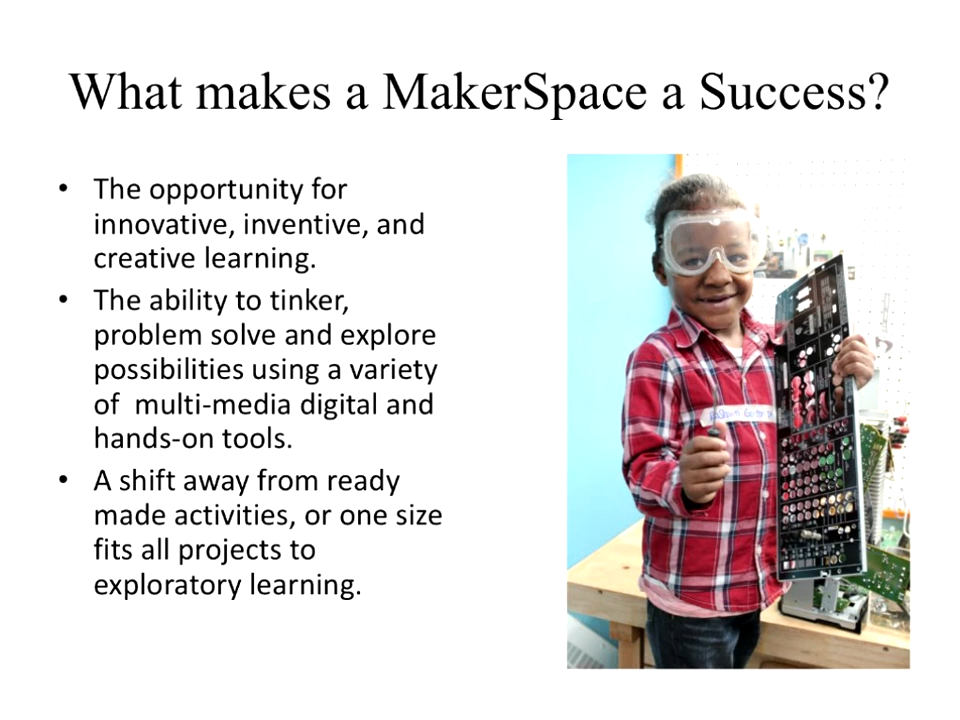 What makes a MakerSpace a Success?
• The opportunity for
innovative, inventive, and
creative learning.
• The ability to tinker,
problem solve and explore
possibilities using a variety
of  multi-media digital and
hands-on tools.
• A shift away from ready
made activities, or one size
fits all projects to
exploratory learning.